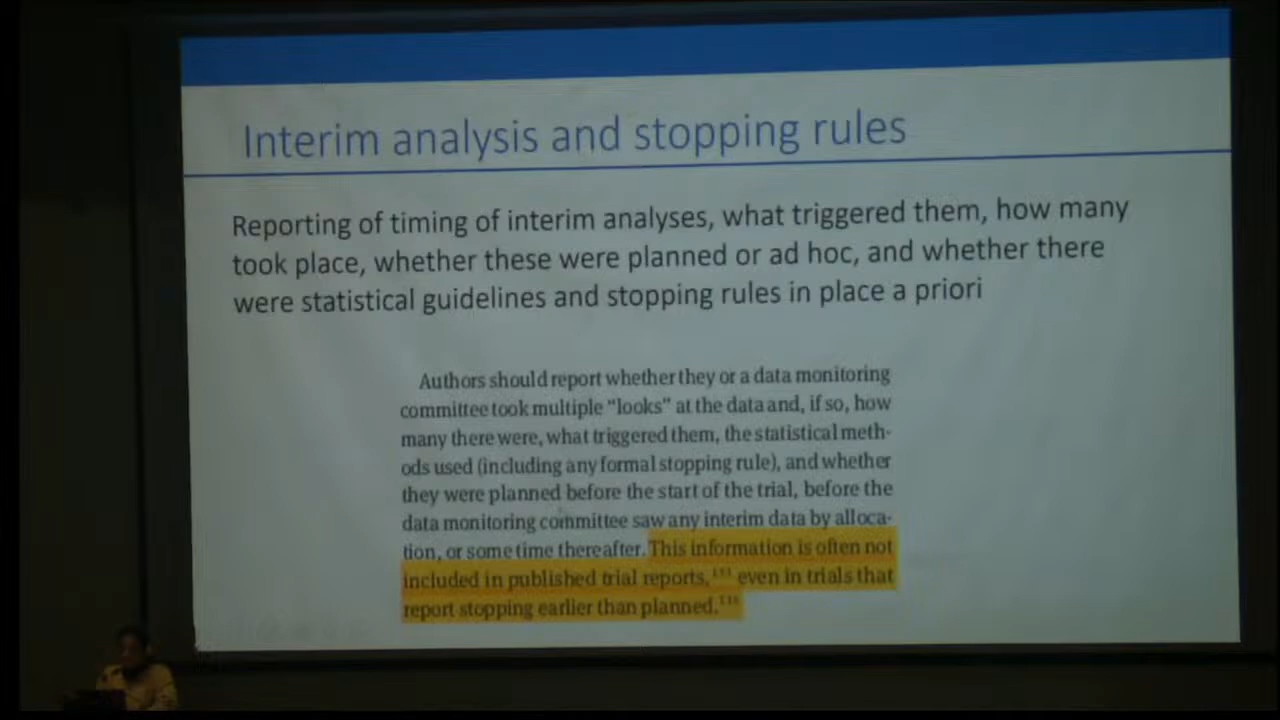 Interim analysis and stopping rules
Reporting of timing of interim analyses, what triggered them, how many
took place, whether these were planned or ad hoc, and whether there
were statistical guidelines and stopping rules in place a priori
Authors should report whether they or a data monitoring
committee took multiple “looks” at the data and, if so, how
many there were, what triggered them, the statistical meth-
ods used (including any formal stopping rule), and whether
they were planned before the start of the trial, before the
data monitoring committee saw any interim data by alloca-
tion, or some time thereafter. This information is often not
included in published trial reports, even in trials that
report stopping earlier than planned.